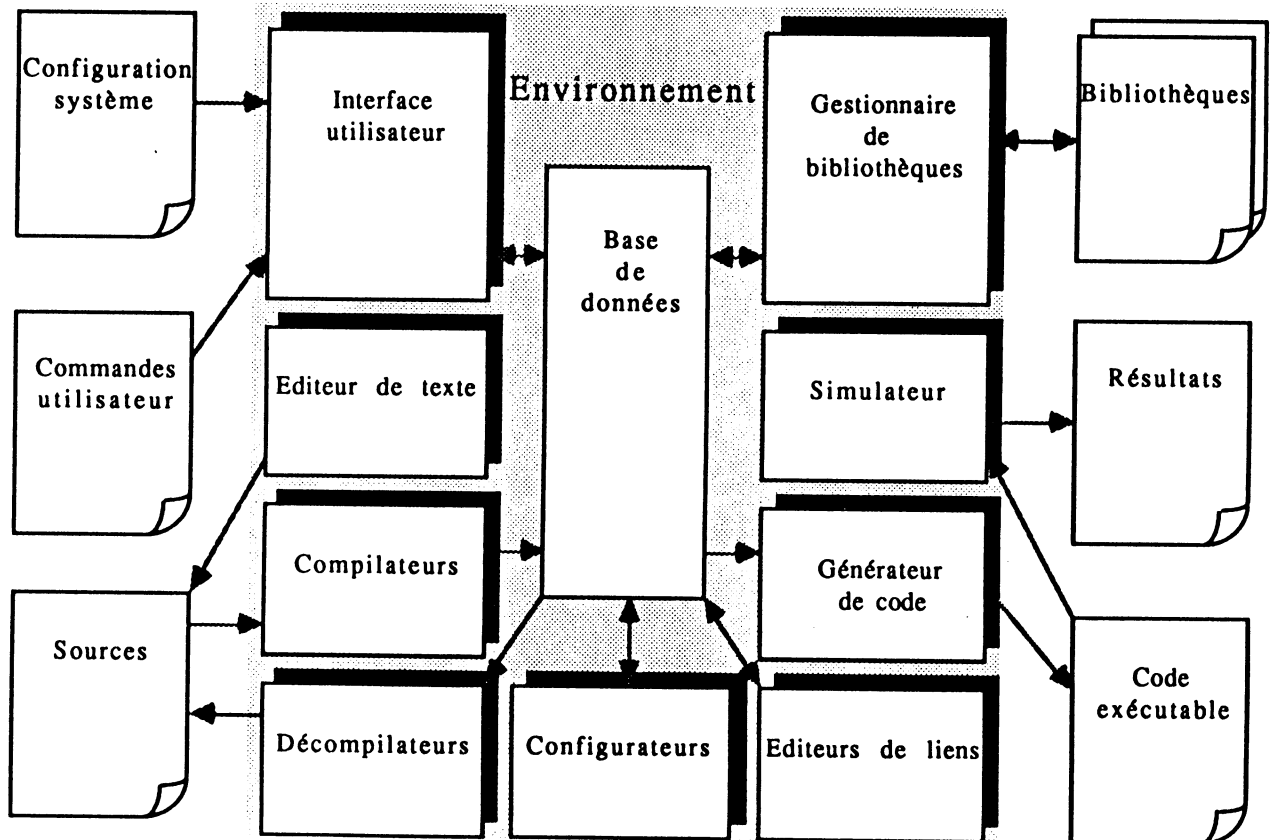 Configuration
système
Interface
utilisateur
Environnement
Gestionnaire
de
bibliothèques
Bibliothèques
Base
de
données
Commandes
utilisateur
Editeur de texte
Simulateur
Résultats
Compilateurs
Générateur
de code
Sources
Code
exécutable
Décompilateurs
Configurateurs
Editeurs de liens